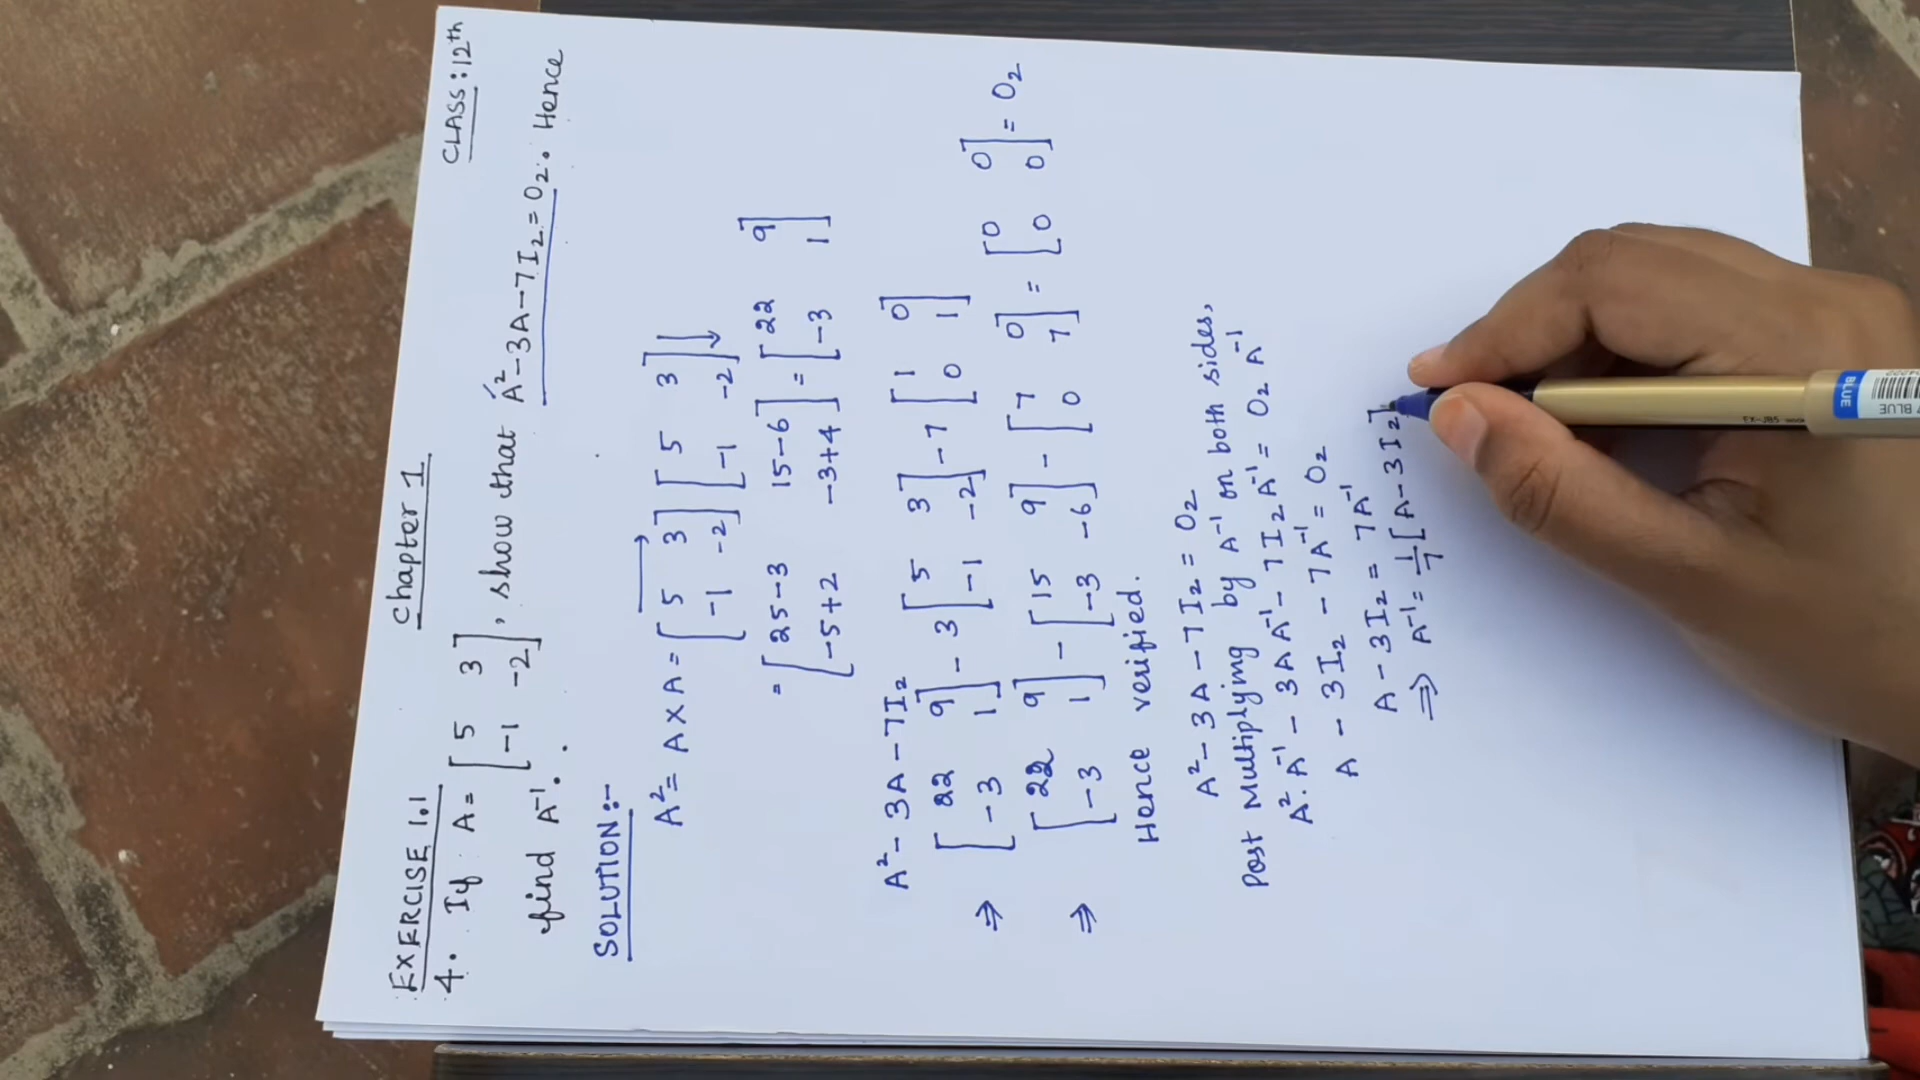 Chapter 1
CLASS: 12th
EXERCISE 1.1
4. If A = [5 3 -1 -2], show that A² - 3A - 7I₂ = O₂. Hence
find A⁻¹.
SOLUTION:-
A² = A × A = [5 3 -1 -2] [5 3 -1 -2]
= [25-3 15-6 -5+2 -3+4] = [22 9 -3 1]
A² - 3A - 7I₂
⇒ [22 9 -3 1] - 3 [5 3 -1 -2] - 7 [1 0 0 1]
⇒ [22 9 -3 1] - [15 9 -3 -6] - [7 0 0 7] = [0 0 0 0] = O₂
Hence verified.
A² - 3A - 7I₂ = O₂
Post Multiplying by A⁻¹ on both sides,
A².A⁻¹ - 3AA⁻¹ - 7I₂A⁻¹ = O₂ A⁻¹
A - 3I₂ - 7A⁻¹ = O₂
A - 3I₂ = 7A⁻¹
⇒ A⁻¹ = 1/7 [A - 3I₂]
BLUE